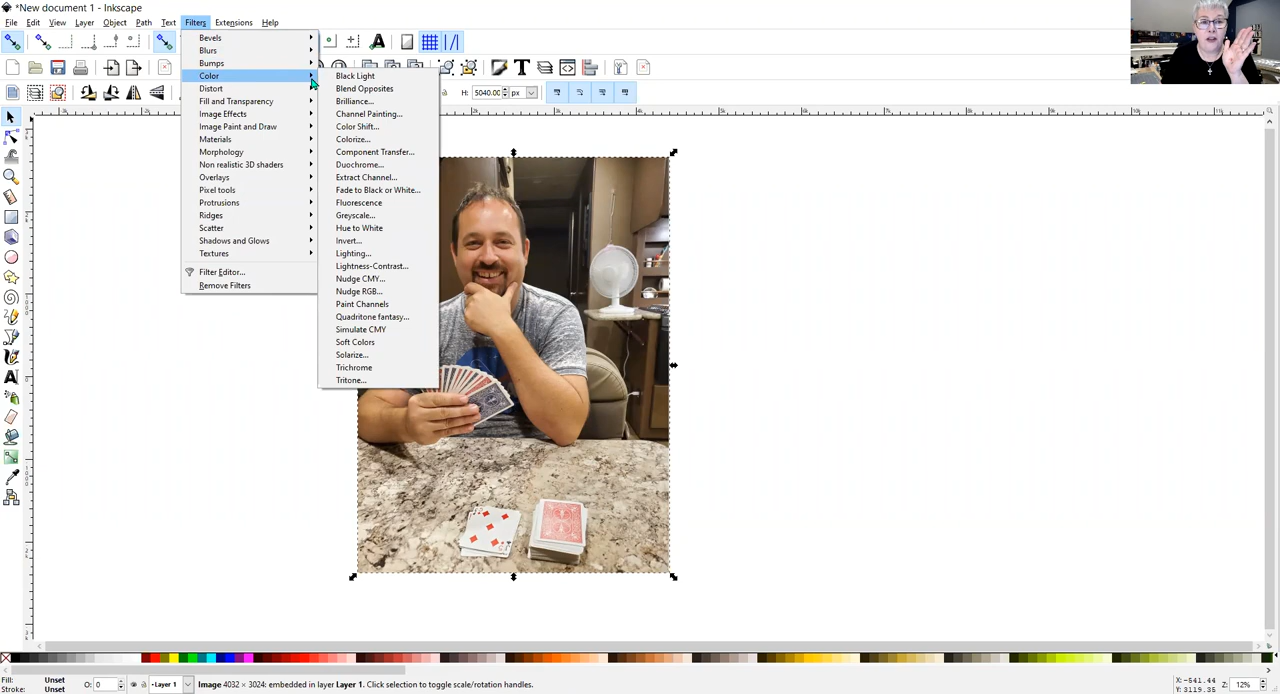 *New document 1 - Inkscape
File Edit View Layer Object Path Text Filters Extensions Help
H: 5040.00 px
Bevels
Blurs
Bumps
Color
Distort
Fill and Transparency
Image Effects
Image Paint and Draw
Materials
Morphology
Non realistic 3D shaders
Overlays
Pixel tools
Protrusions
Ridges
Scatter
Shadows and Glows
Textures
Filter Editor...
Remove Filters
Black Light
Blend Opposites
Brilliance...
Channel Painting...
Color Shift...
Colorize...
Component Transfer...
Duochrome...
Extract Channel...
Fade to Black or White...
Fluorescence
Greyscale...
Hue to White
Invert...
Lighting...
Lightness-Contrast...
Nudge CMY...
Nudge RGB...
Paint Channels
Quadritone fantasy...
Simulate CMY
Soft Colors
Solarize...
Trichrome
Tritone...
Fill: Unset
Stroke: Unset
O: 0
Layer 1
Image 4032 × 3024: embedded in layer Layer 1. Click selection to toggle scale/rotation handles.
X: -541.44
Y: 3119.35
Z: 12%